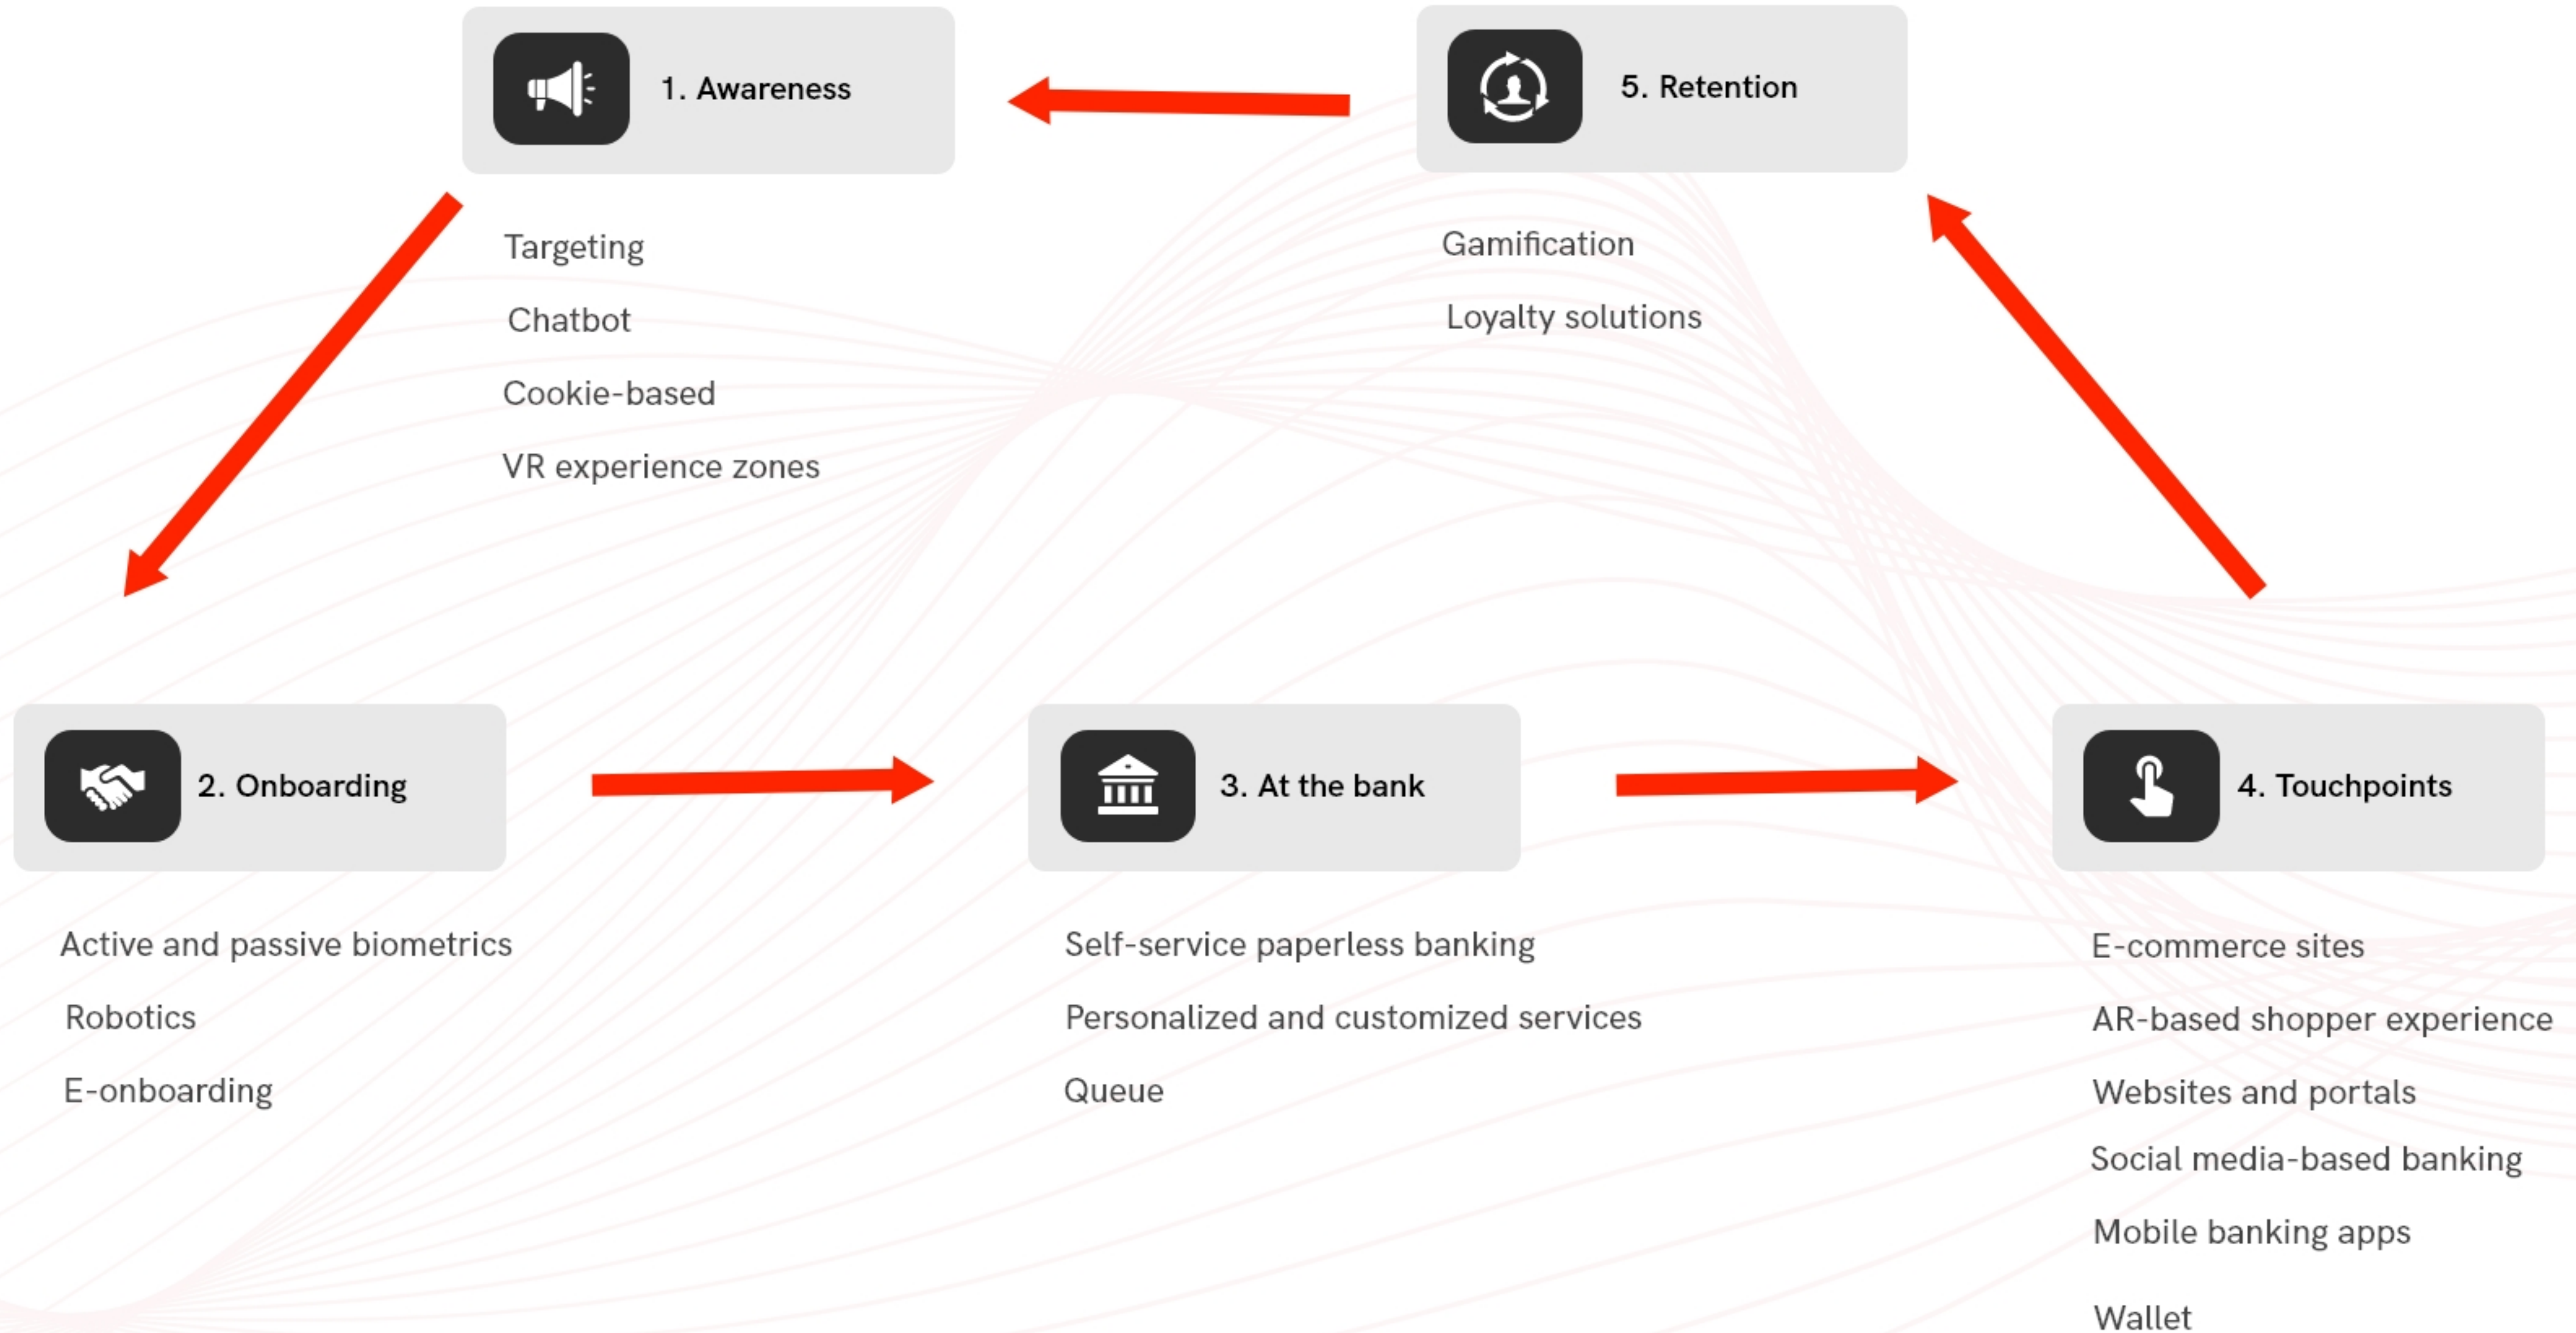 1. Awareness
Targeting
Chatbot
Cookie-based
VR experience zones
5. Retention
Gamification
Loyalty solutions
2. Onboarding
Active and passive biometrics
Robotics
E-onboarding
3. At the bank
Self-service paperless banking
Personalized and customized services
Queue
4. Touchpoints
E-commerce sites
AR-based shopper experience
Websites and portals
Social media-based banking
Mobile banking apps
Wallet